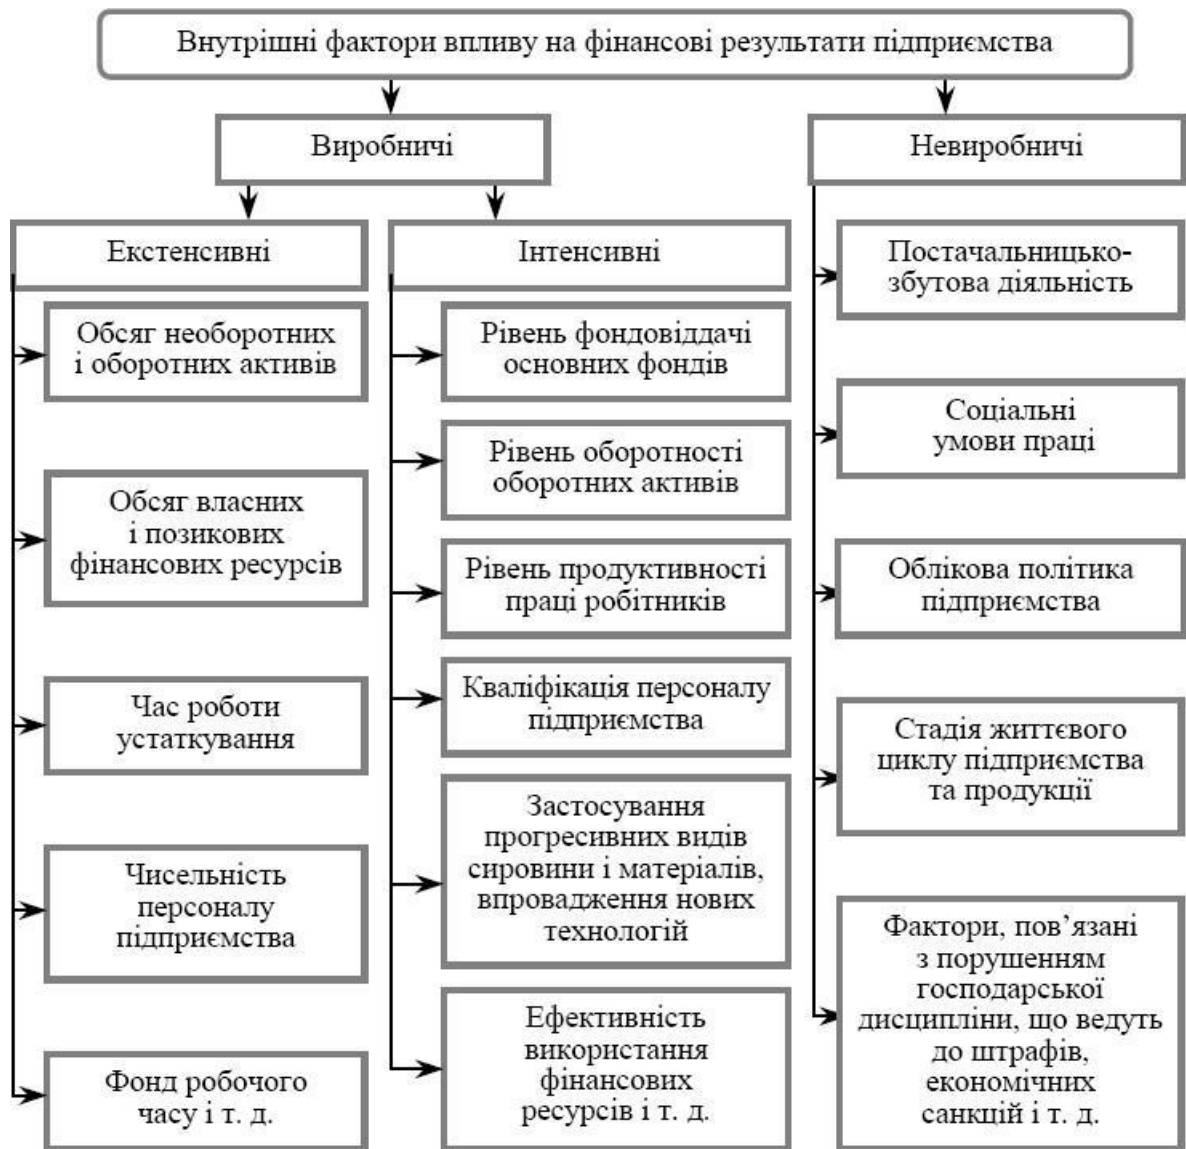 Внутрішні фактори впливу на фінансові результати підприємства
Виробничі
Невиробничі
Екстенсивні
Інтенсивні
Обсяг необоротних
і оборотних активів
Обсяг власних
і позикових
фінансових ресурсів
Час роботи
устаткування
Чисельність
персоналу
підприємства
Фонд робочого
часу і т. д.
Рівень фондовіддачі
основних фондів
Рівень оборотності
оборотних активів
Рівень продуктивності
праці робітників
Кваліфікація персоналу
підприємства
Застосування
прогресивних видів
сировини і матеріалів,
впровадження нових
технологій
Ефективність
використання
фінансових
ресурсів і т. д.
Постачальницько-
збутова діяльність
Соціальні
умови праці
Облікова політика
підприємства
Стадія життєвого
циклу підприємства
та продукції
Фактори, пов’язані
з порушенням
господарської
дисципліни, що ведуть
до штрафів,
економічних
санкцій і т. д.